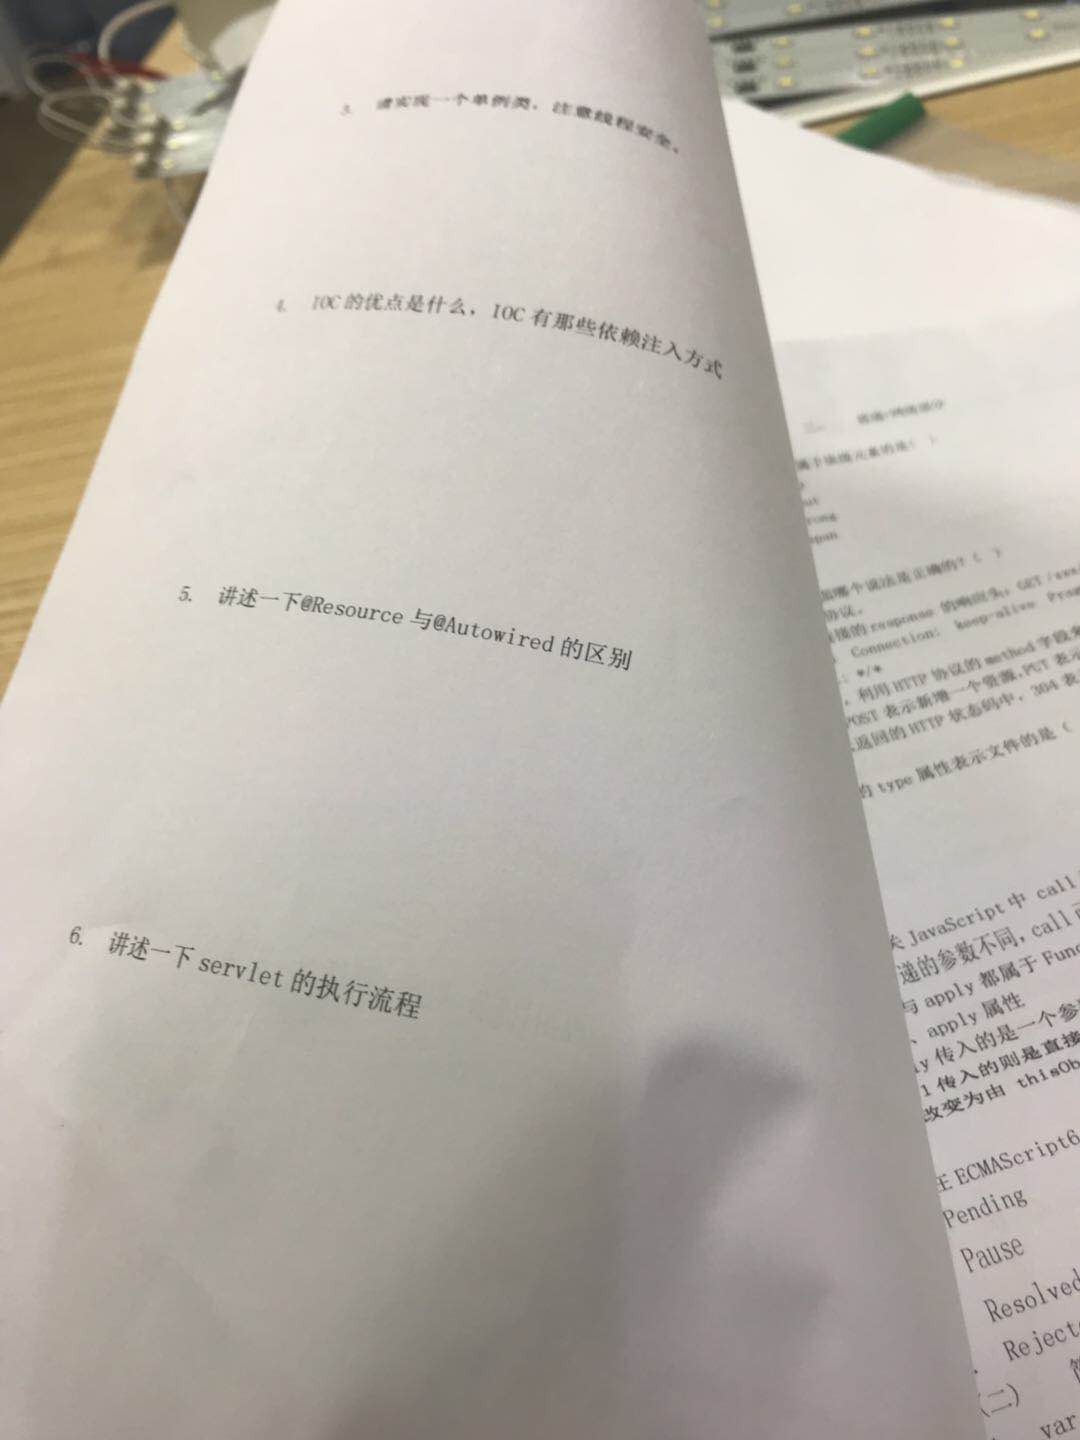 3. 请实现一个单例类，注意线程安全。
4. IOC 的优点是什么，IOC 有那些依赖注入方式
5. 讲述一下@Resource 与@Autowired 的区别
6. 讲述一下 servlet 的执行流程
属于块级元素的是（ ）
rong
span
哪个说法是正确的?（ ）
协议。
接的 response 的响应头：GET
Connection: keep-alive
: */*
，利用 HTTP 协议的 method 字段
POST 表示新增一个资源,PUT 表示
返回的 HTTP 状态码中，304 表
的 type 属性表示文件的是（
关 JavaScript 中 call
递的参数不同，call
与 apply 都属于 Func
、apply 属性
ly 传入的是一个参
l 传入的则是直接
改变为由 thisOb
在 ECMAScript6
Pending
Pause
Resolved
Reject
（二）
var